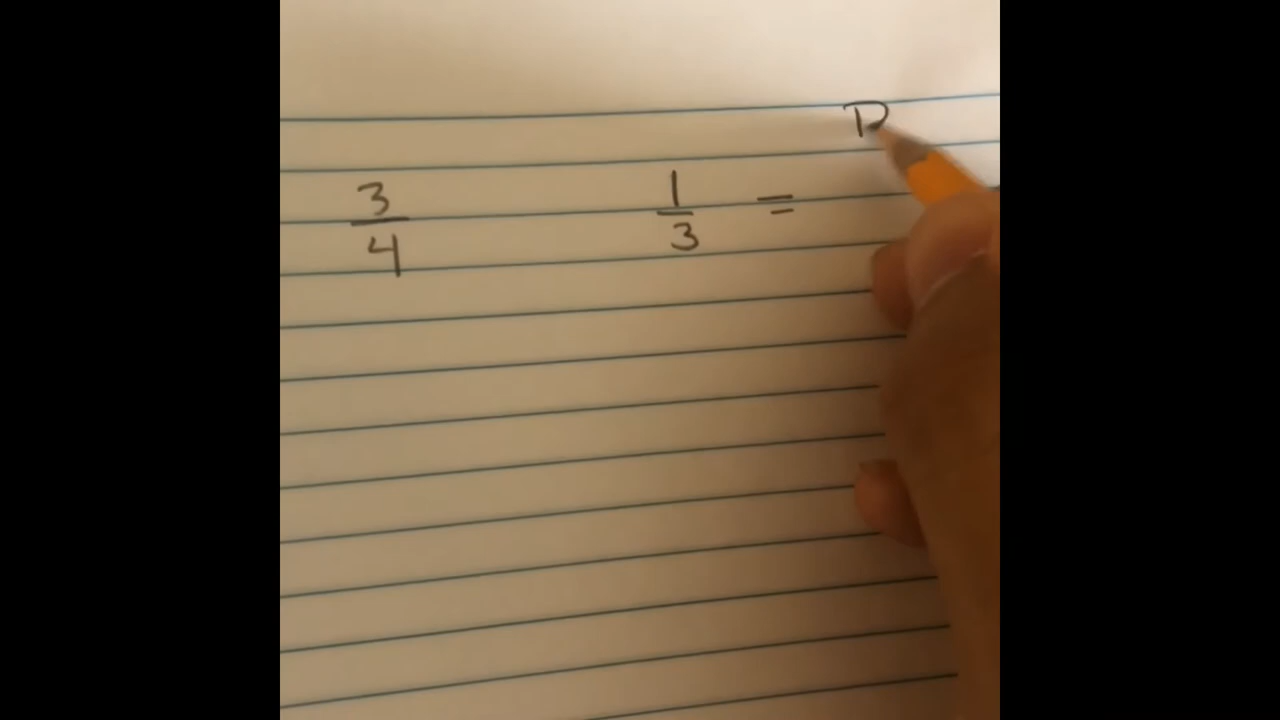 D
3/4 1/3 =